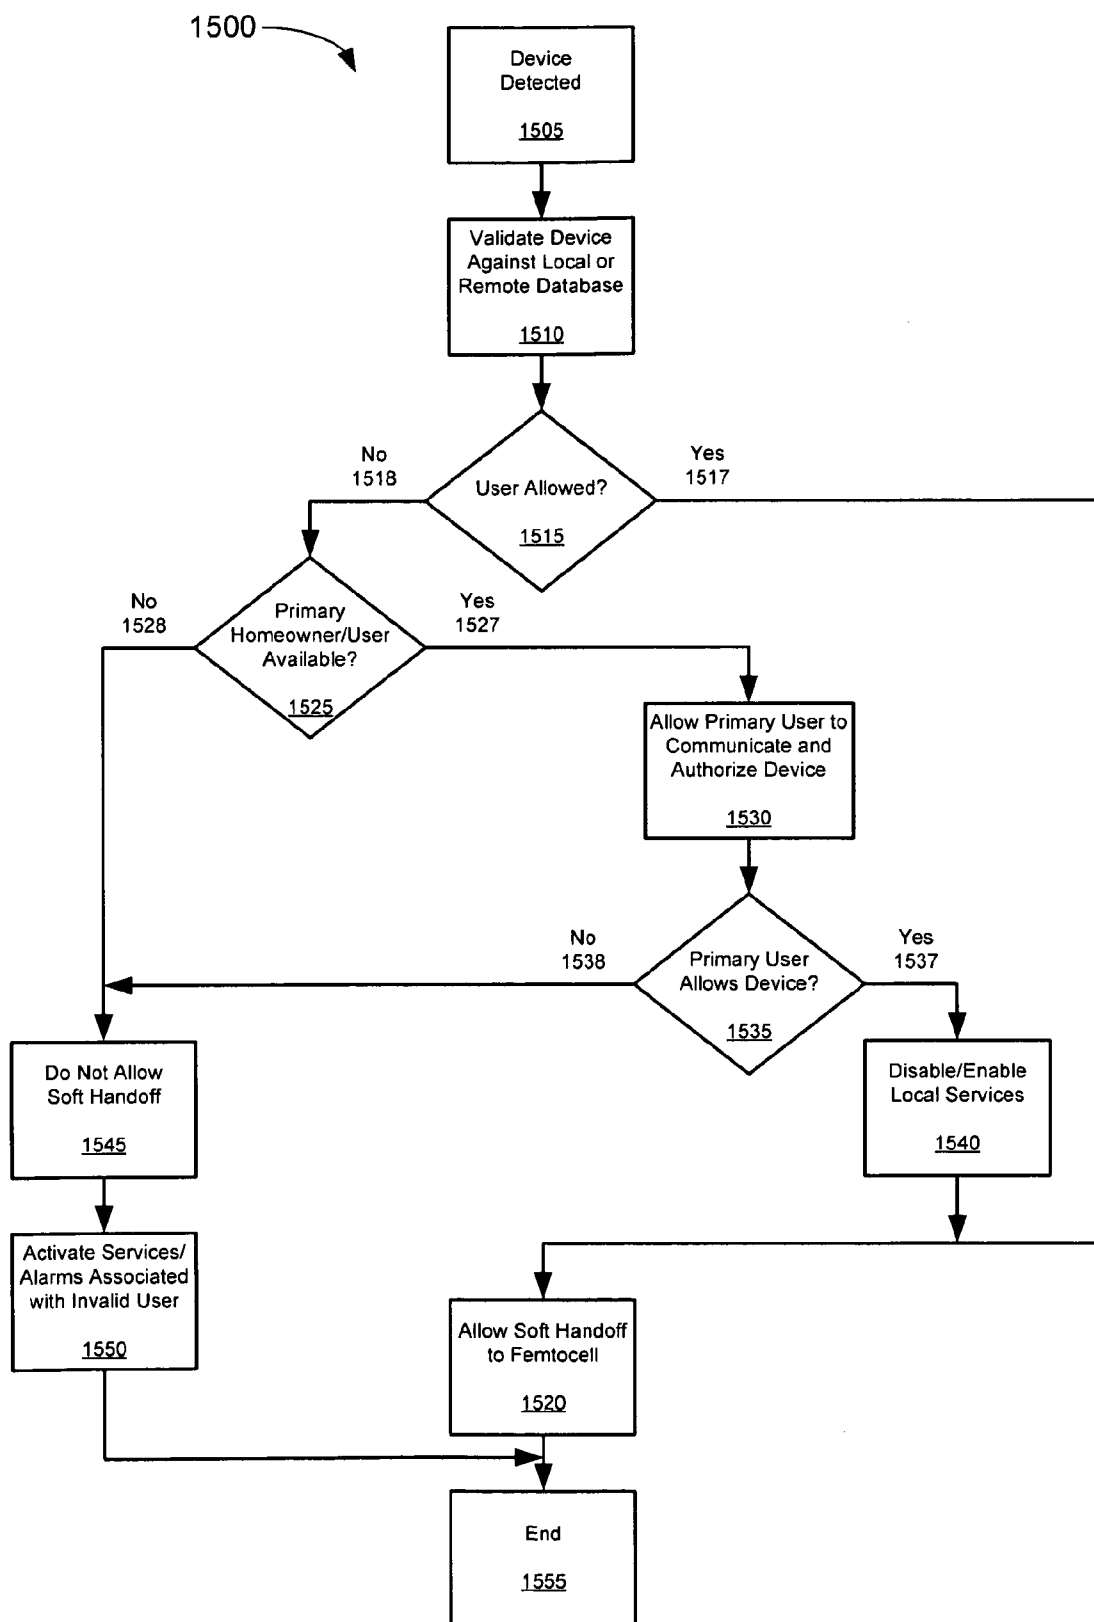 1500
Device
Detected
1505
Validate Device
Against Local or
Remote Database
1510
No
1518
Yes
1517
User Allowed?
1515
No
1528
Yes
1527
Primary
Homeowner/User
Available?
1525
Allow Primary User to
Communicate and
Authorize Device
1530
No
1538
Yes
1537
Primary User
Allows Device?
1535
Do Not Allow
Soft Handoff
1545
Disable/Enable
Local Services
1540
Activate Services/
Alarms Associated
with Invalid User
1550
Allow Soft Handoff
to Femtocell
1520
End
1555